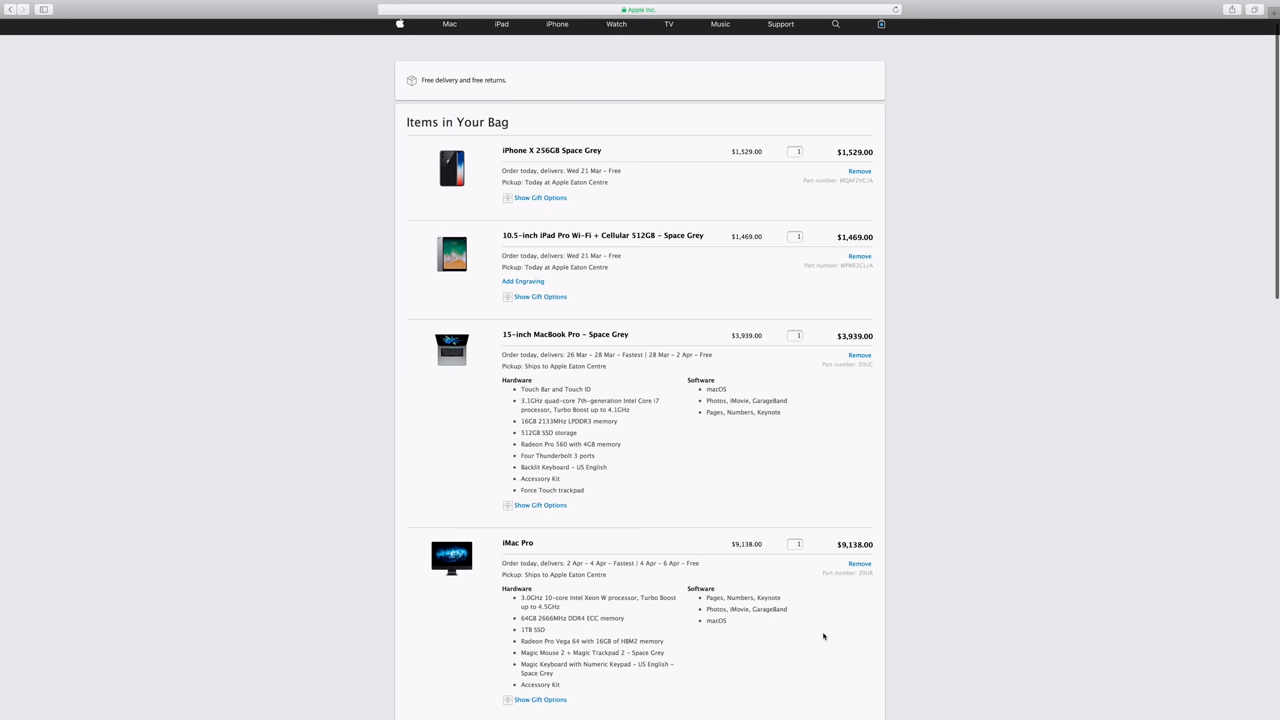 Apple Inc.
Mac iPad iPhone Watch TV Music Support
Free delivery and free returns.
Items in Your Bag
iPhone X 256GB Space Grey $1,529.00 1 $1,529.00
Order today, delivers: Wed 21 Mar – Free Remove
Pickup: Today at Apple Eaton Centre Part number: MQAF2VC/A
Show Gift Options
10.5-inch iPad Pro Wi-Fi + Cellular 512GB – Space Grey $1,469.00 1 $1,469.00
Order today, delivers: Wed 21 Mar – Free Remove
Pickup: Today at Apple Eaton Centre Part number: MPME2CL/A
Add Engraving
Show Gift Options
15-inch MacBook Pro – Space Grey $3,939.00 1 $3,939.00
Order today, delivers: 26 Mar – 28 Mar – Fastest | 28 Mar – 2 Apr – Free Remove
Pickup: Ships to Apple Eaton Centre Part number: Z0UC
Hardware
• Touch Bar and Touch ID
• 3.1GHz quad-core 7th-generation Intel Core i7
processor, Turbo Boost up to 4.1GHz
• 16GB 2133MHz LPDDR3 memory
• 512GB SSD storage
• Radeon Pro 560 with 4GB memory
• Four Thunderbolt 3 ports
• Backlit Keyboard – US English
• Accessory Kit
• Force Touch trackpad
Software
• macOS
• Photos, iMovie, GarageBand
• Pages, Numbers, Keynote
Show Gift Options
iMac Pro $9,138.00 1 $9,138.00
Order today, delivers: 2 Apr – 4 Apr – Fastest | 4 Apr – 6 Apr – Free Remove
Pickup: Ships to Apple Eaton Centre Part number: Z0UR
Hardware
• 3.0GHz 10-core Intel Xeon W processor, Turbo Boost
up to 4.5GHz
• 64GB 2666MHz DDR4 ECC memory
• 1TB SSD
• Radeon Pro Vega 64 with 16GB of HBM2 memory
• Magic Mouse 2 + Magic Trackpad 2 – Space Grey
• Magic Keyboard with Numeric Keypad – US English –
Space Grey
• Accessory Kit
Software
• Pages, Numbers, Keynote
• Photos, iMovie, GarageBand
• macOS
Show Gift Options